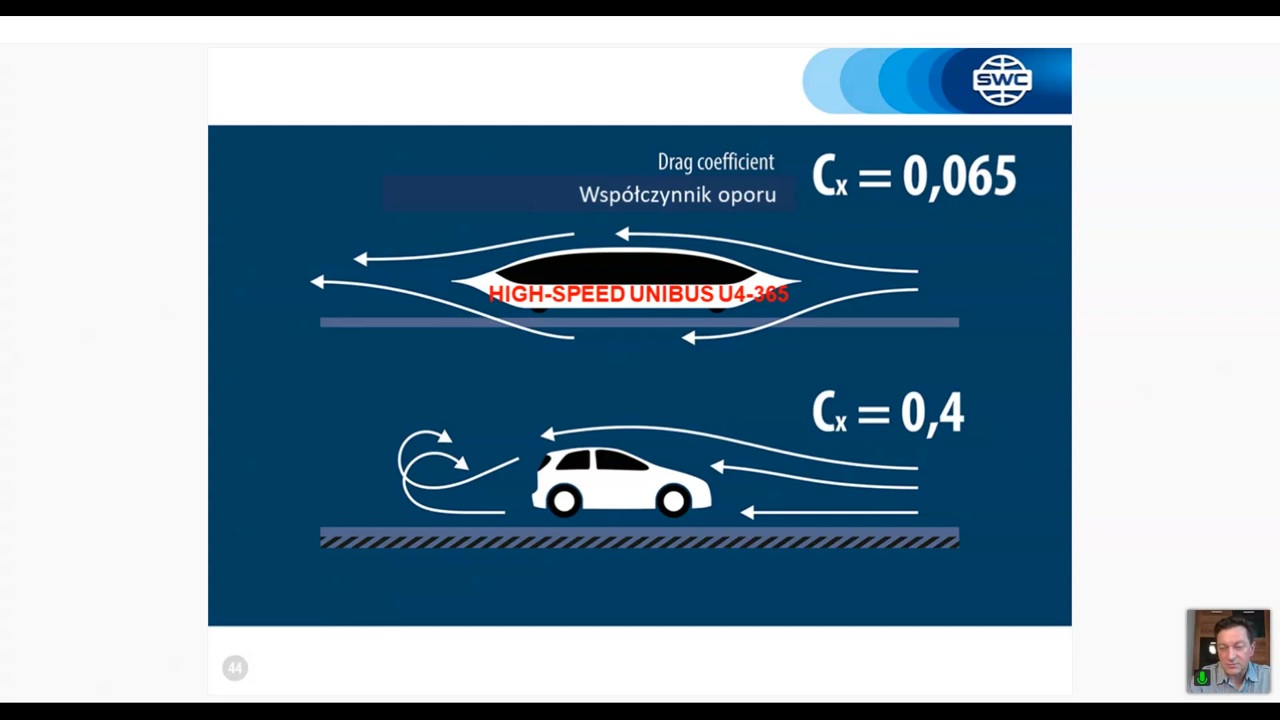 SWC
Drag coefficient
Współczynnik oporu
Cx = 0,065
HIGH-SPEED UNIBUS U4-365
Cx = 0,4
44